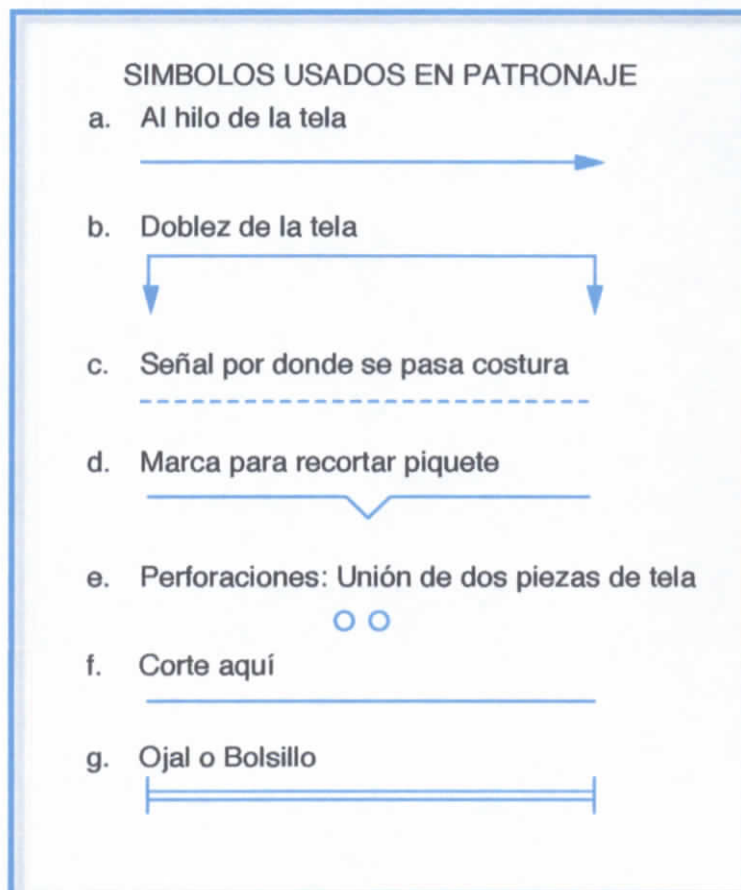 SIMBOLOS USADOS EN PATRONAJE
a. Al hilo de la tela
b. Doblez de la tela
c. Señal por donde se pasa costura
d. Marca para recortar piquete
e. Perforaciones: Unión de dos piezas de tela
f. Corte aquí
g. Ojal o Bolsillo